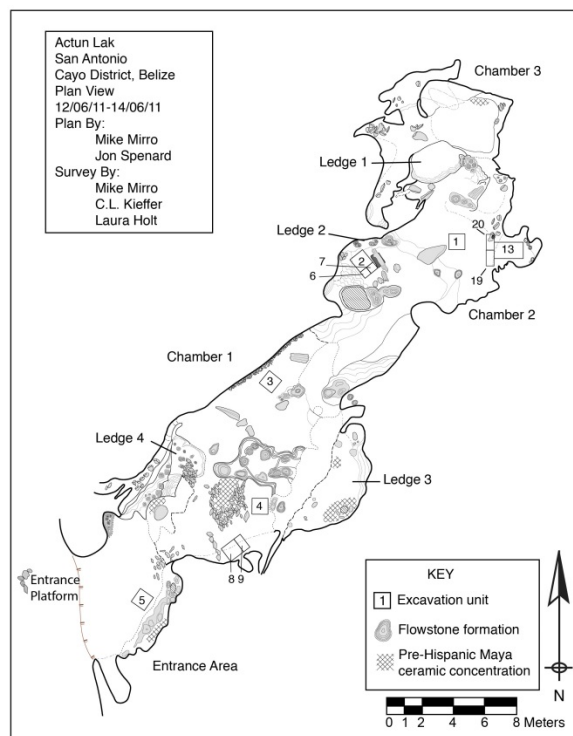 Actun Lak
San Antonio
Cayo District, Belize
Plan View
12/06/11-14/06/11
Plan By:
Mike Mirro
Jon Spenard
Survey By:
Mike Mirro
C.L. Kieffer
Laura Holt
Chamber 3
Ledge 1
Ledge 2
20
1
13
7
2
6
19
Chamber 2
Chamber 1
3
Ledge 4
Ledge 3
4
Entrance
Platform
8 9
5
Entrance Area
KEY
1 Excavation unit
Flowstone formation
Pre-Hispanic Maya
ceramic concentration
N
0 1 2 4 6 8 Meters